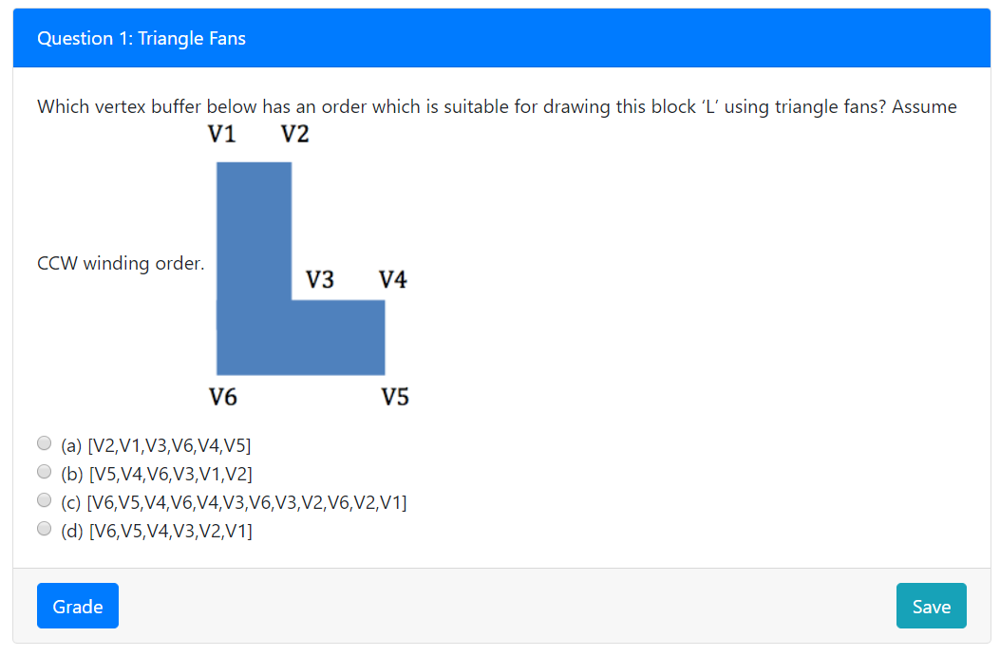 Question 1: Triangle Fans
Which vertex buffer below has an order which is suitable for drawing this block ‘L’ using triangle fans? Assume
V1 V2
CCW winding order.
V3 V4
V6 V5
(a) [V2,V1,V3,V6,V4,V5]
(b) [V5,V4,V6,V3,V1,V2]
(c) [V6,V5,V4,V6,V4,V3,V6,V3,V2,V6,V2,V1]
(d) [V6,V5,V4,V3,V2,V1]
Grade Save